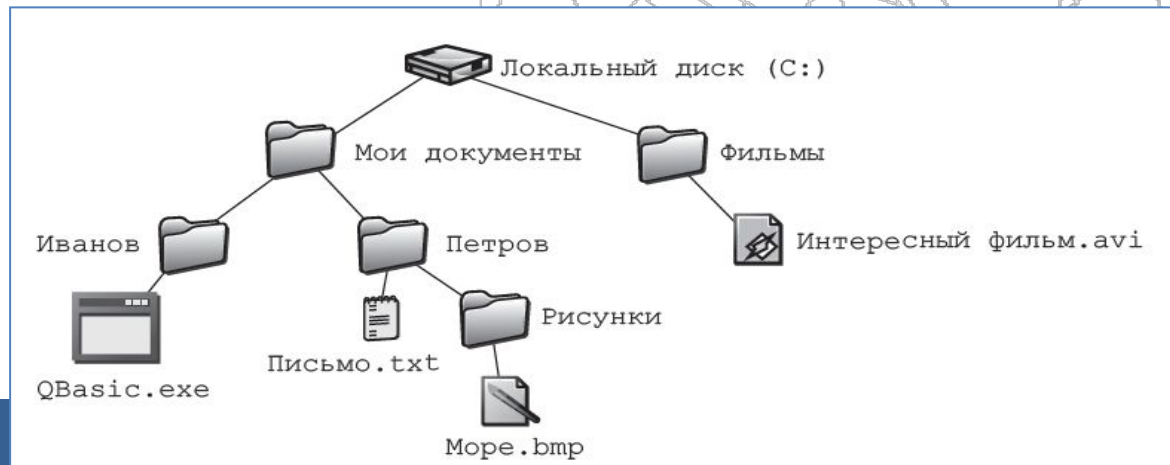 Локальный диск (C:)
Мои документы
Фильмы
Иванов
Петров
Интересный фильм.avi
Рисунки
Письмо.txt
QBasic.exe
Море.bmp